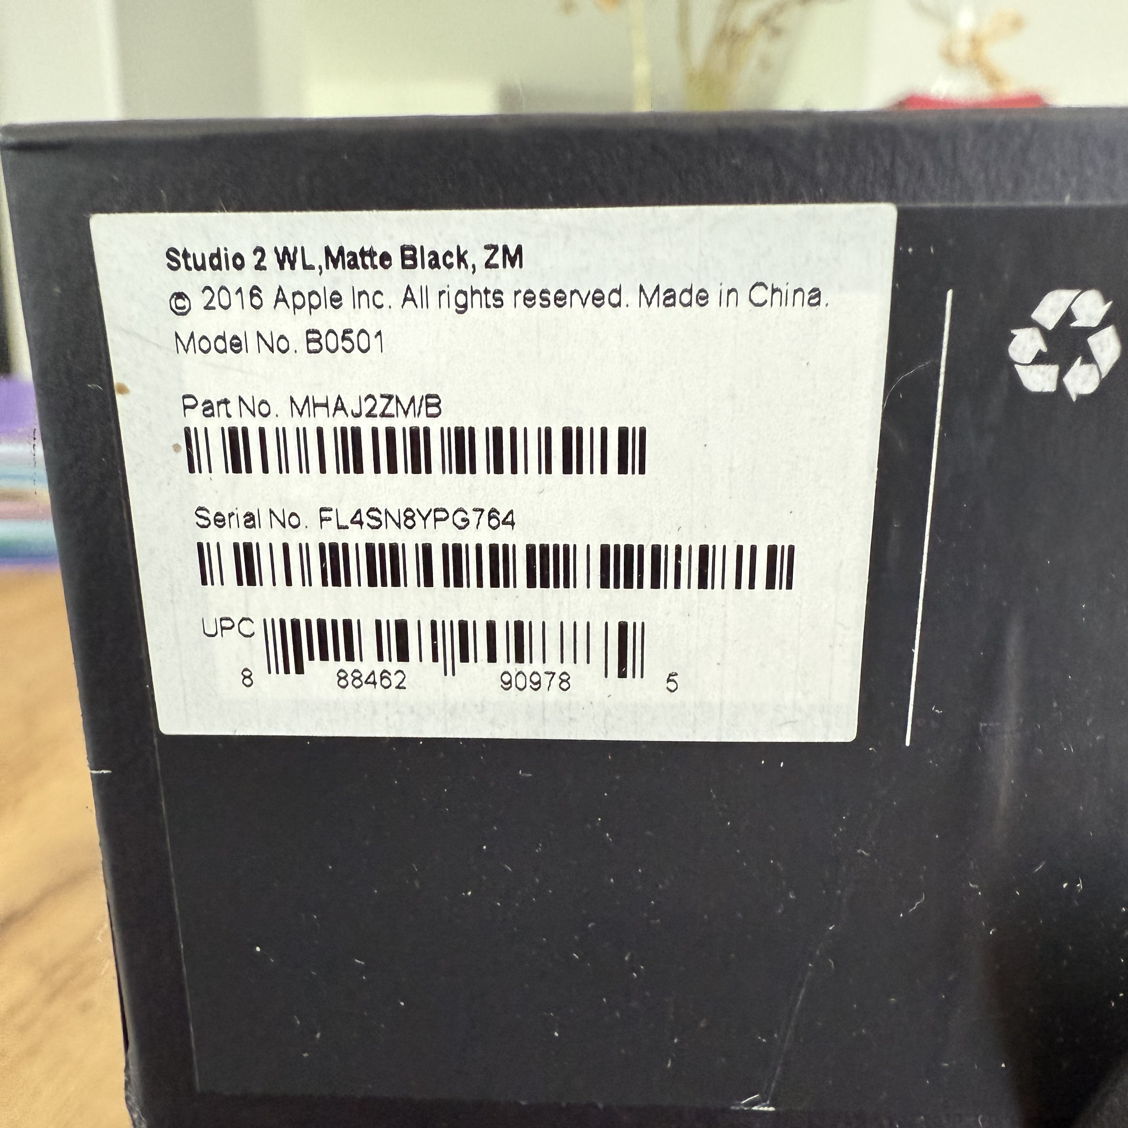 Studio 2 WL,Matte Black, ZM
© 2016 Apple Inc. All rights reserved. Made in China.
Model No. B0501
Part No. MHAJ2ZM/B
Serial No. FL4SN8YPG764
UPC
8 88462 90978 5